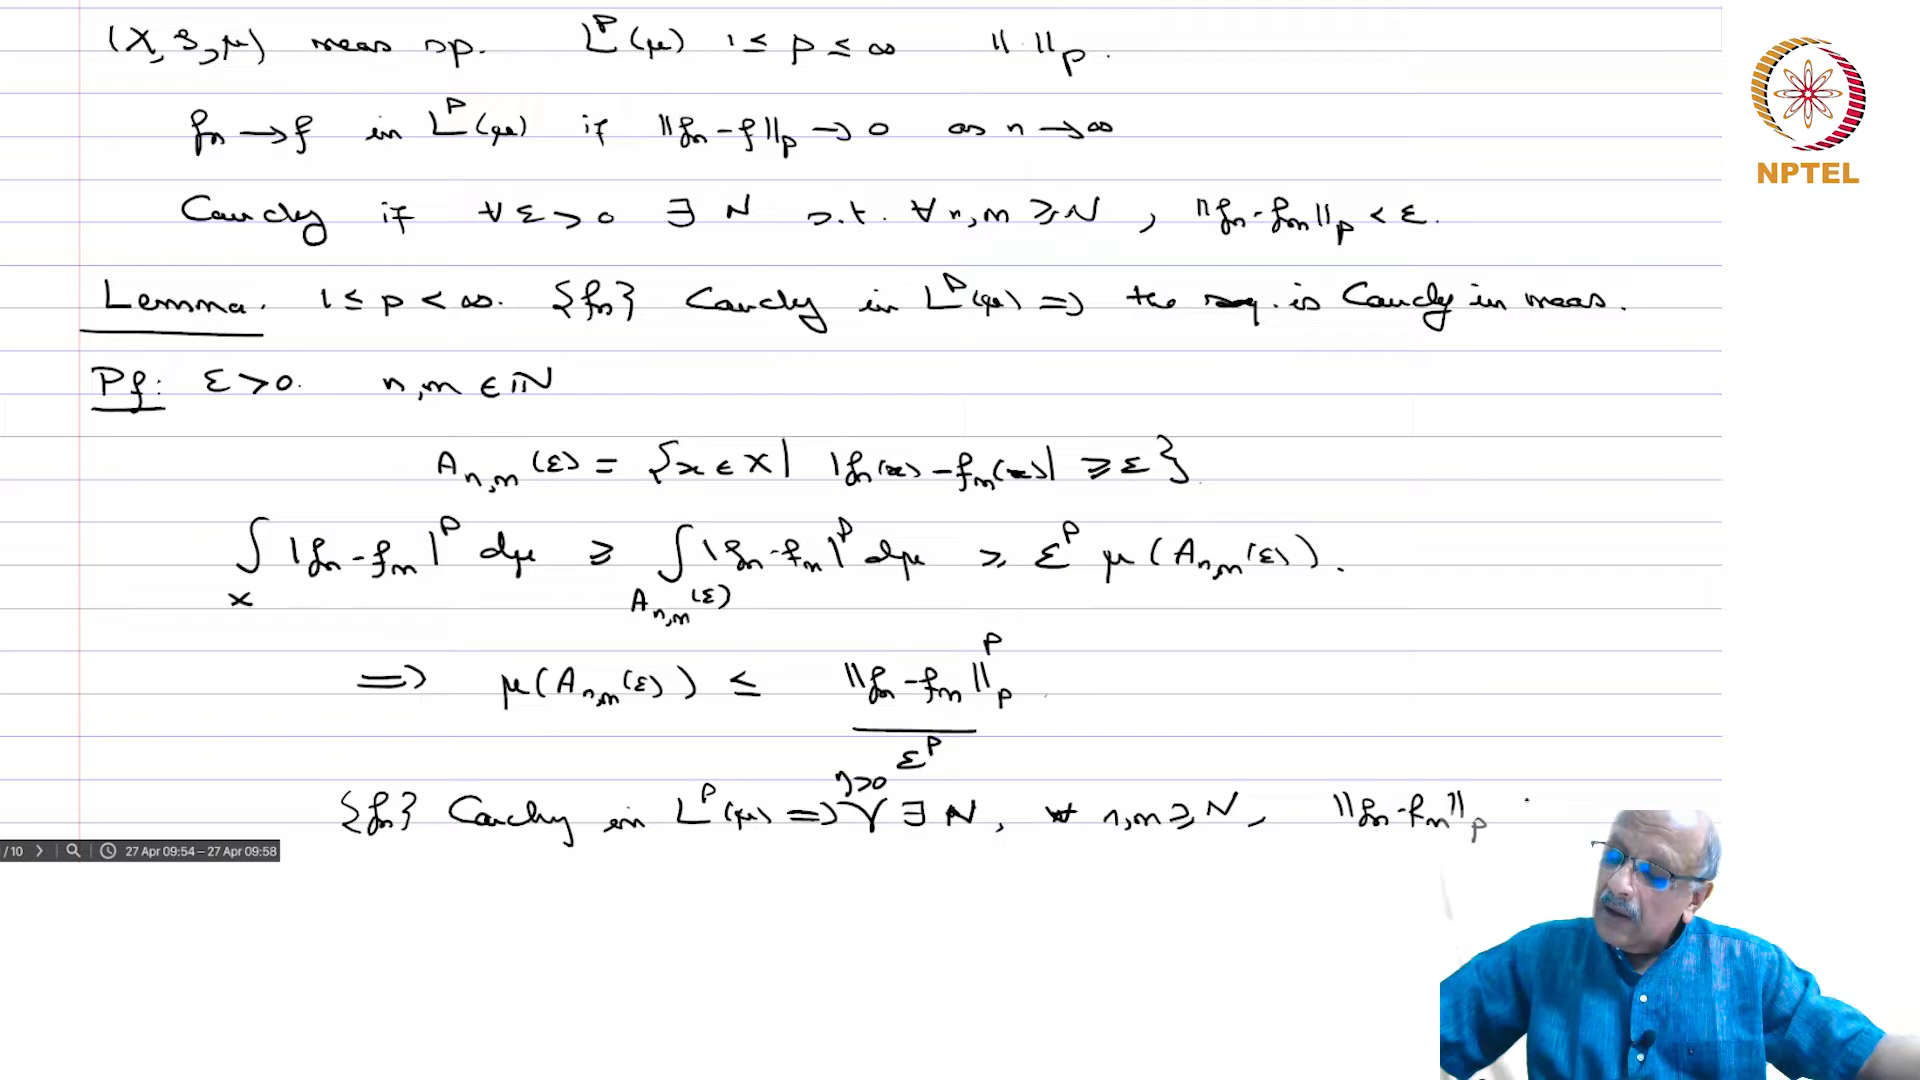 (X, S, μ) meas sp. L^p(μ) 1 ≤ p ≤ ∞ || ||_p.
NPTEL
f_n → f in L^p(μ) if ||f_n - f||_p → 0 as n → ∞
Cauchy if ∀ ε > 0 ∃ N s.t. ∀ n, m ≥ N, ||f_n - f_m||_p < ε.
Lemma. 1 ≤ p < ∞. {f_n} Cauchy in L^p(μ) ⇒ the seq. is Cauchy in meas.
Pf: ε > 0. n, m ∈ ℕ
A_{n,m}(ε) = {x ∈ X | |f_n(x) - f_m(x)| ≥ ε}.
∫_X |f_n - f_m|^p dμ ≥ ∫_{A_{n,m}(ε)} |f_n - f_m|^p dμ ≥ ε^p μ(A_{n,m}(ε)).
⇒ μ(A_{n,m}(ε)) ≤ ||f_n - f_m||_p^p / ε^p
{f_n} Cauchy in L^p(μ) ⇒ ∀ η>0 ∃ N, ∀ n, m ≥ N, ||f_n - f_m||_p
/10 27 Apr 09:54 – 27 Apr 09:58